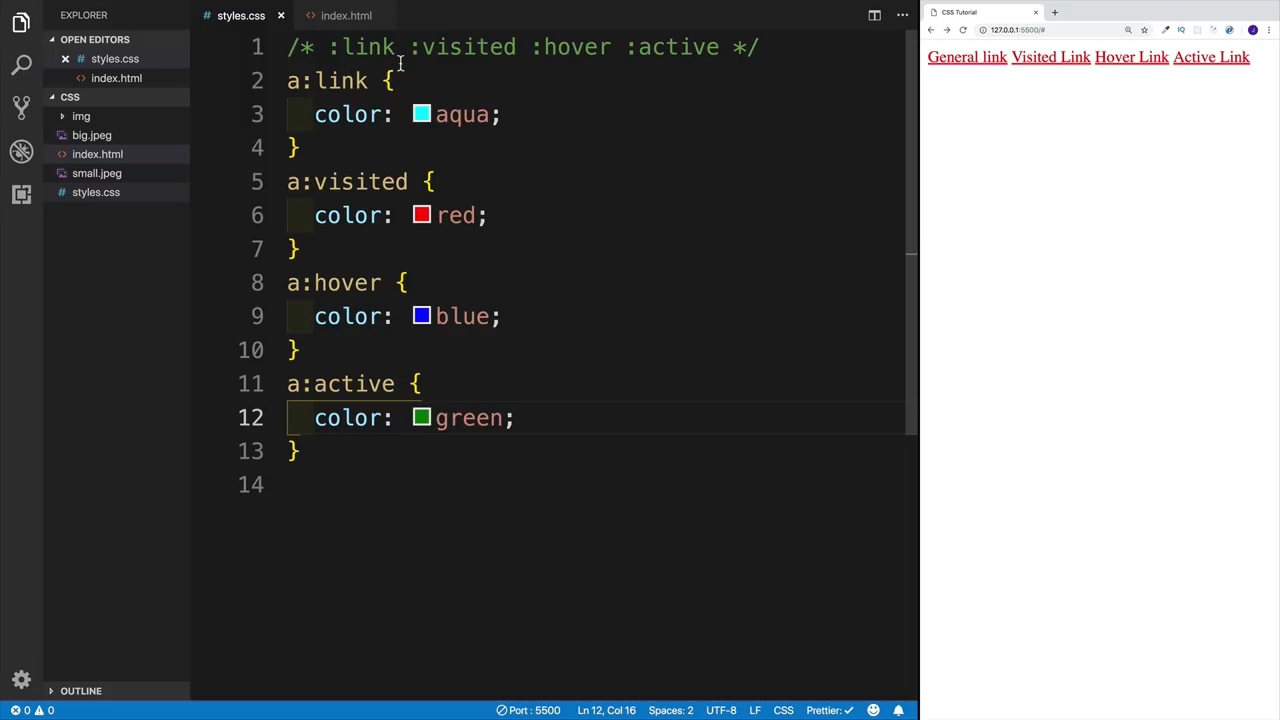 EXPLORER
OPEN EDITORS
styles.css
index.html
CSS
img
big.jpeg
index.html
small.jpeg
styles.css
OUTLINE
styles.css
index.html
1 /* :link :visited :hover :active */
2 a:link {
3 color: aqua;
4 }
5 a:visited {
6 color: red;
7 }
8 a:hover {
9 color: blue;
10 }
11 a:active {
12 color: green;
13 }
14
0 0 Port : 5500 Ln 12, Col 16 Spaces: 2 UTF-8 LF CSS Prettier:
CSS Tutorial
127.0.0.1:5500/#
General link Visited Link Hover Link Active Link